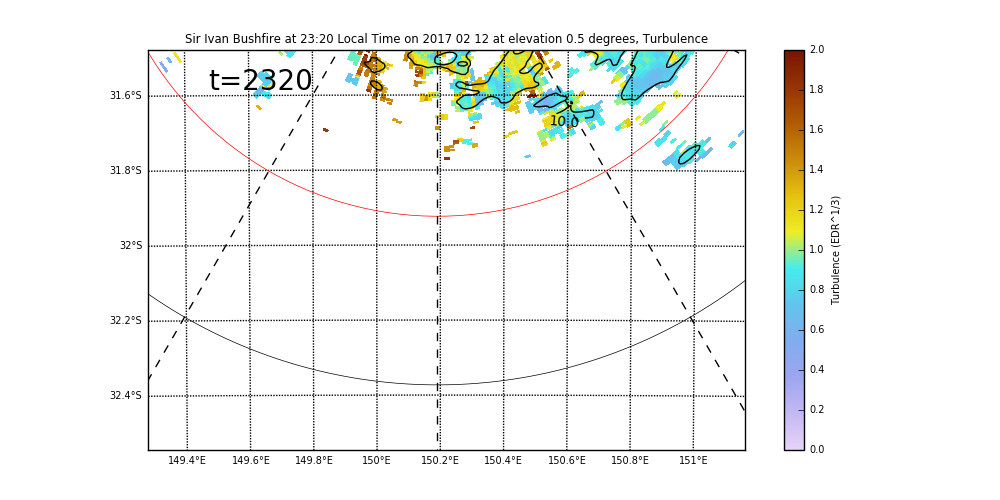 Sir Ivan Bushfire at 23:20 Local Time on 2017 02 12 at elevation 0.5 degrees, Turbulence
t=2320
10.0
31.6°S
31.8°S
32°S
32.2°S
32.4°S
149.4°E 149.6°E 149.8°E 150°E 150.2°E 150.4°E 150.6°E 150.8°E 151°E
2.0
1.8
1.6
1.4
1.2
1.0
0.8
0.6
0.4
0.2
0.0
Turbulence (EDR^1/3)